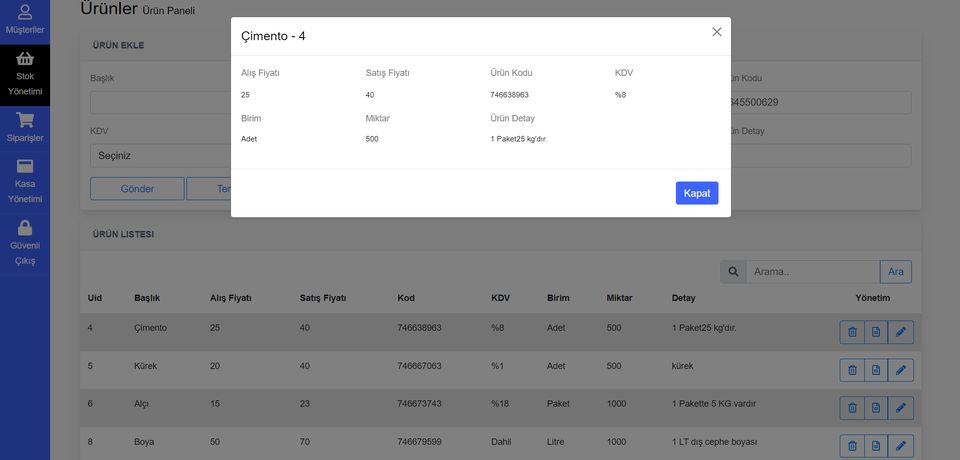 Müşteriler
Stok
Yönetimi
Siparişler
Kasa
Yönetimi
Güvenli
Çıkış
Ürünler Ürün Paneli
ÜRÜN EKLE
Başlık
KDV
Seçiniz
Gönder
Çimento - 4
Alış Fiyatı Satış Fiyatı Ürün Kodu KDV
25 40 746638963 %8
Birim Miktar Ürün Detay
Adet 500 1 Paket25 kg'dır.
Kapat
Kodu
645500629
Detay
ÜRÜN LISTESI
Arama.. Ara
Uid Başlık Alış Fiyatı Satış Fiyatı Kod KDV Birim Miktar Detay Yönetim
4 Çimento 25 40 746638963 %8 Adet 500 1 Paket25 kg'dır.
5 Kürek 20 40 746667063 %1 Adet 500 kürek
6 Alçı 15 23 746673743 %18 Paket 1000 1 Pakette 5 KG vardır
8 Boya 50 70 746679599 Dahil Litre 1000 1 LT dış cephe boyası